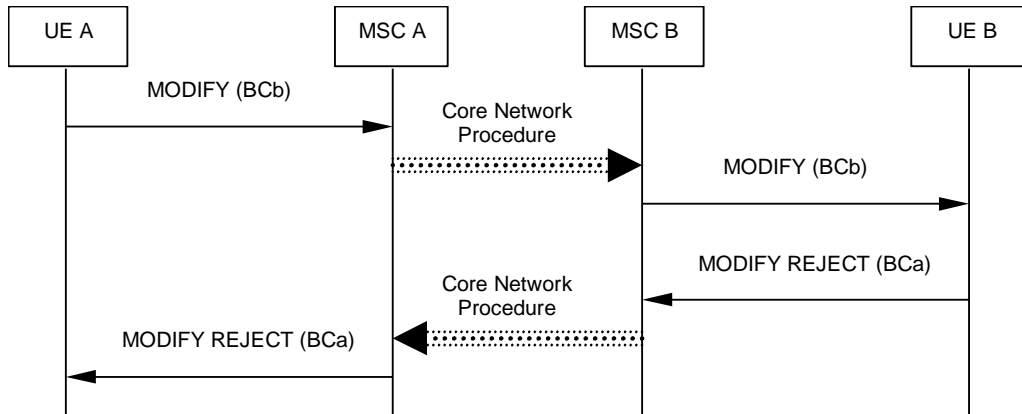 UE A
MSC A
MSC B
UE B
MODIFY (BCb)
Core Network
Procedure
MODIFY (BCb)
MODIFY REJECT (BCa)
Core Network
Procedure
MODIFY REJECT (BCa)